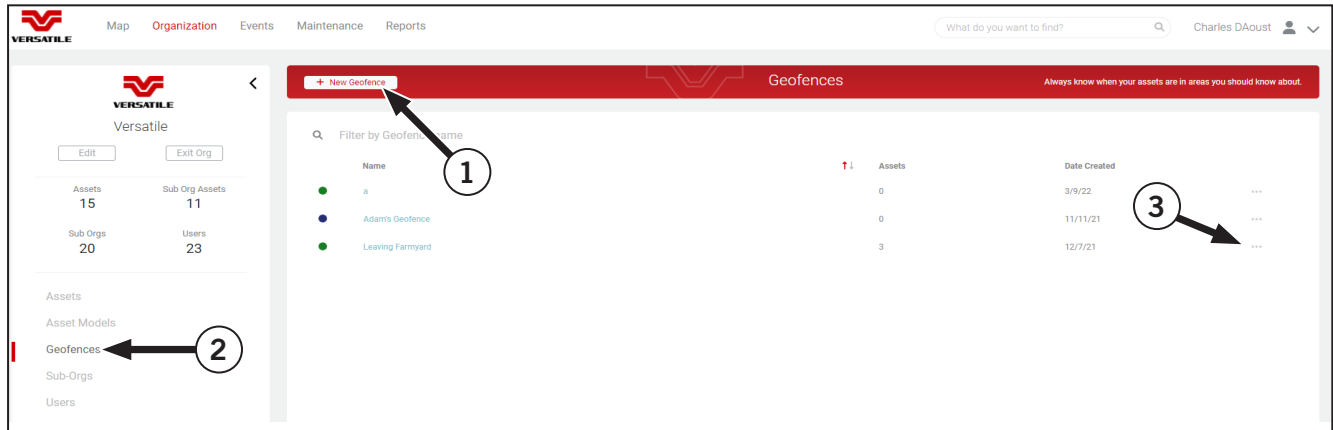 VERSATILE
Map Organization Events Maintenance Reports
What do you want to find?
Charles DAoust
VERSATILE
Versatile
Edit Exit Org
Assets Sub Org Assets
15 11
Sub Orgs Users
20 23
Assets
Asset Models
Geofences
Sub-Orgs
Users
2
+ New Geofence
Geofences
Always know when your assets are in areas you should know about.
Filter by Geofence name
1
Name ↑↓ Assets Date Created
a 0 3/9/22 •••
Adam's Geofence 0 11/11/21 •••
Leaving Farmyard 3 12/7/21 •••
3